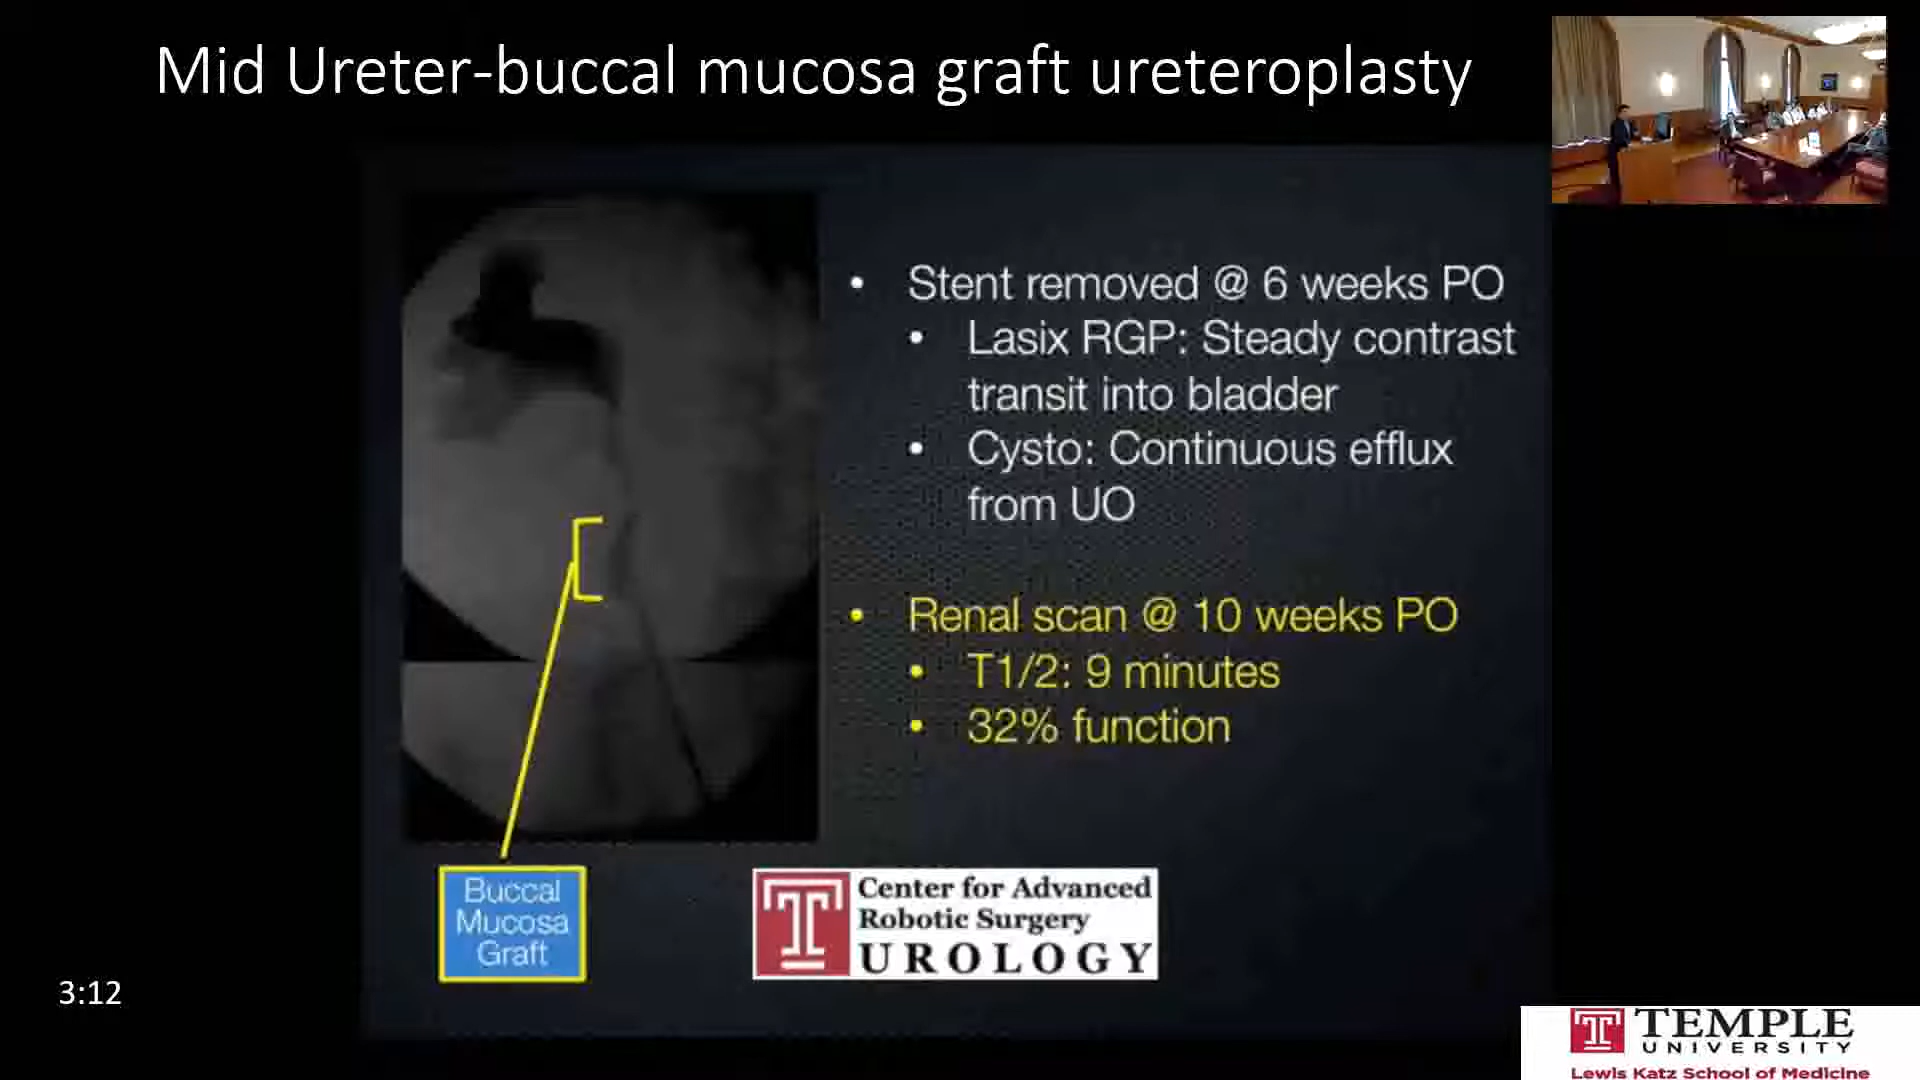 Mid Ureter-buccal mucosa graft ureteroplasty
• Stent removed @ 6 weeks PO
• Lasix RGP: Steady contrast
transit into bladder
• Cysto: Continuous efflux
from UO
• Renal scan @ 10 weeks PO
• T1/2: 9 minutes
• 32% function
Buccal
Mucosa
Graft
Center for Advanced
Robotic Surgery
UROLOGY
3:12
TEMPLE
UNIVERSITY
Lewis Katz School of Medicine